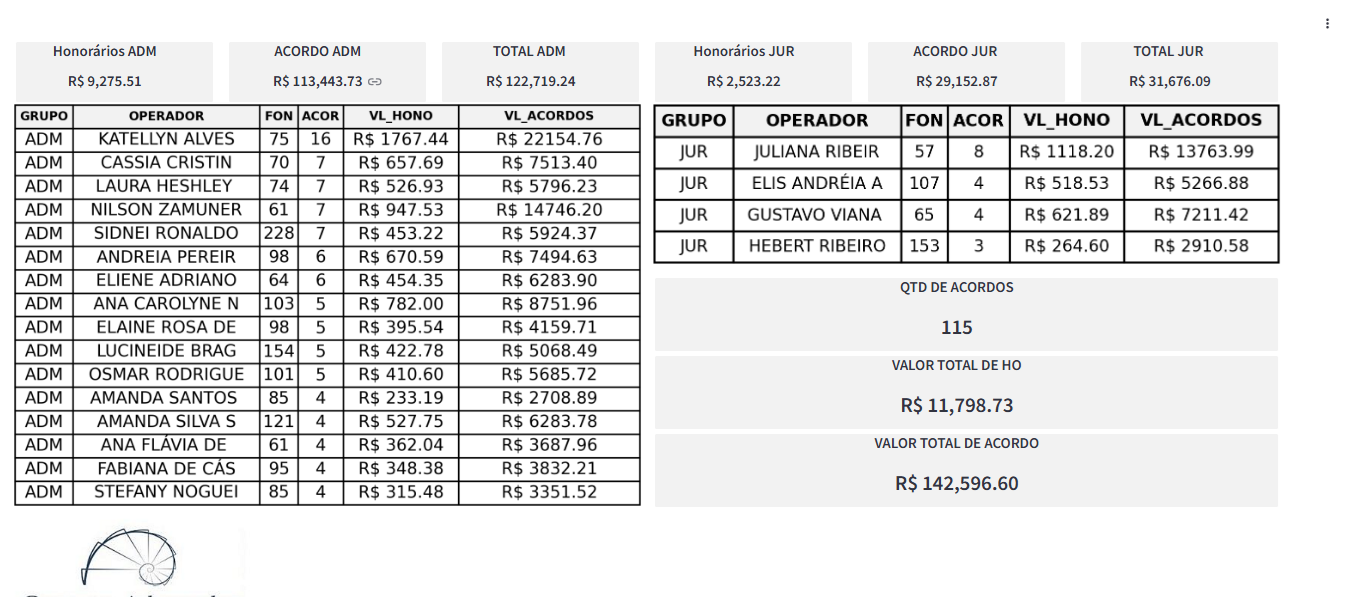 Honorários ADM ACORDO ADM TOTAL ADM Honorários JUR ACORDO JUR TOTAL JUR
R$ 9,275.51 R$ 113,443.73 R$ 122,719.24 R$ 2,523.22 R$ 29,152.87 R$ 31,676.09
GRUPO OPERADOR FON ACOR VL_HONO VL_ACORDOS
ADM KATELLYN ALVES 75 16 R$ 1767.44 R$ 22154.76
ADM CASSIA CRISTIN 70 7 R$ 657.69 R$ 7513.40
ADM LAURA HESHLEY 74 7 R$ 526.93 R$ 5796.23
ADM NILSON ZAMUNER 61 7 R$ 947.53 R$ 14746.20
ADM SIDNEI RONALDO 228 7 R$ 453.22 R$ 5924.37
ADM ANDREIA PEREIR 98 6 R$ 670.59 R$ 7494.63
ADM ELIENE ADRIANO 64 6 R$ 454.35 R$ 6283.90
ADM ANA CAROLYNE N 103 5 R$ 782.00 R$ 8751.96
ADM ELAINE ROSA DE 98 5 R$ 395.54 R$ 4159.71
ADM LUCINEIDE BRAG 154 5 R$ 422.78 R$ 5068.49
ADM OSMAR RODRIGUE 101 5 R$ 410.60 R$ 5685.72
ADM AMANDA SANTOS 85 4 R$ 233.19 R$ 2708.89
ADM AMANDA SILVA S 121 4 R$ 527.75 R$ 6283.78
ADM ANA FLÁVIA DE 61 4 R$ 362.04 R$ 3687.96
ADM FABIANA DE CÁS 95 4 R$ 348.38 R$ 3832.21
ADM STEFANY NOGUEI 85 4 R$ 315.48 R$ 3351.52
GRUPO OPERADOR FON ACOR VL_HONO VL_ACORDOS
JUR JULIANA RIBEIR 57 8 R$ 1118.20 R$ 13763.99
JUR ELIS ANDRÉIA A 107 4 R$ 518.53 R$ 5266.88
JUR GUSTAVO VIANA 65 4 R$ 621.89 R$ 7211.42
JUR HEBERT RIBEIRO 153 3 R$ 264.60 R$ 2910.58
QTD DE ACORDOS
115
VALOR TOTAL DE HO
R$ 11,798.73
VALOR TOTAL DE ACORDO
R$ 142,596.60